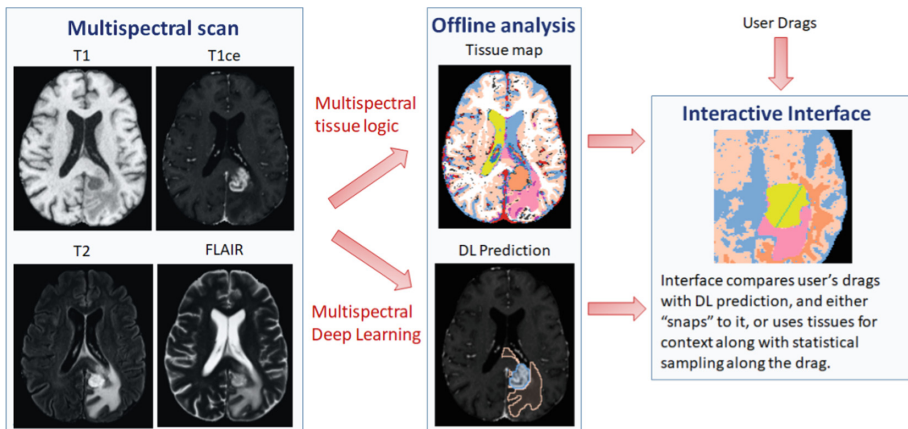 Multispectral scan
T1
T1ce
T2
FLAIR
Multispectral
tissue logic
Multispectral
Deep Learning
Offline analysis
Tissue map
DL Prediction
User Drags
Interactive Interface
Interface compares user's drags
with DL prediction, and either
"snaps" to it, or uses tissues for
context along with statistical
sampling along the drag.